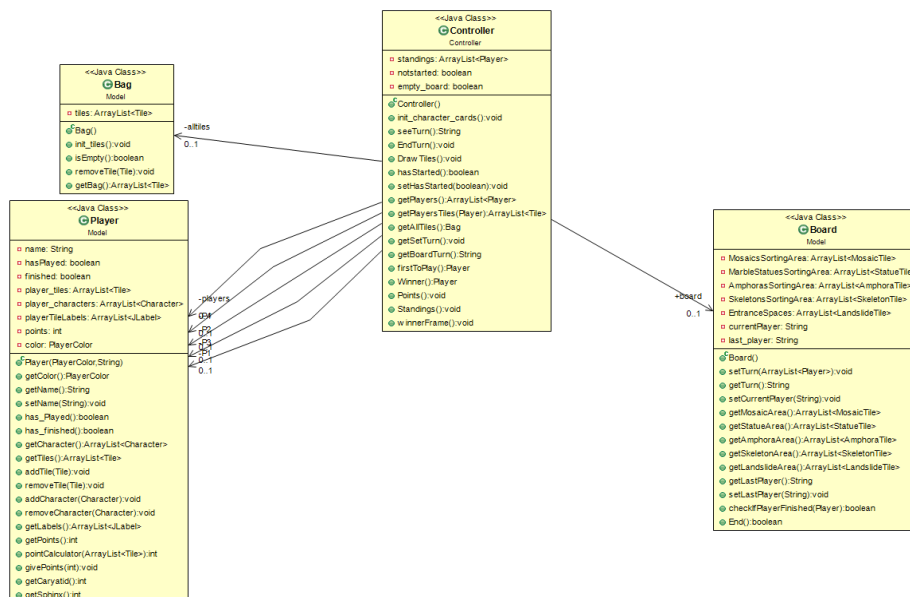 <<Java Class>>
Controller
Controller
standings: ArrayList<Player>
notstarted: boolean
empty_board: boolean
Controller()
init_character_cards():void
seeTurn():String
EndTurn():void
DrawTiles():void
hasStarted():boolean
setHasStarted(boolean):void
getPlayers():ArrayList<Player>
getPlayersTiles(Player):ArrayList<Tile>
getAllTiles():Bag
getSetTurn():void
getBoardTurn():String
firstToPlay():Player
Winner():Player
Points():void
Standings():void
winnerFrame():void
<<Java Class>>
Bag
Model
tiles: ArrayList<Tile>
Bag()
init_tiles():void
isEmpty():boolean
removeTile(Tile):void
getBag():ArrayList<Tile>
-alltiles
0..1
<<Java Class>>
Player
Model
name: String
hasPlayed: boolean
finished: boolean
player_tiles: ArrayList<Tile>
player_characters: ArrayList<Character>
playerTileLabels: ArrayList<JLabel>
points: int
color: PlayerColor
Player(PlayerColor,String)
getColor():PlayerColor
getName():String
setName(String):void
has_Played():boolean
has_finished():boolean
getCharacter():ArrayList<Character>
getTiles():ArrayList<Tile>
addTile(Tile):void
removeTile(Tile):void
addCharacter(Character):void
removeCharacter(Character):void
getLabels():ArrayList<JLabel>
getPoints():int
pointCalculator(ArrayList<Tile>):int
givePoints(int):void
getCaryatid():int
getSphinx():int
-players
-P1
0..1
0..1
+board
0..1
<<Java Class>>
Board
Model
MosaicsSortingArea: ArrayList<MosaicTile>
MarbleStatuesSortingArea: ArrayList<StatueTile
AmphorasSortingArea: ArrayList<AmphoraTile>
SkeletonsSortingArea: ArrayList<SkeletonTile>
EntranceSpaces: ArrayList<LandslideTile>
currentPlayer: String
last_player: String
Board()
setTurn(ArrayList<Player>):void
getTurn():String
setCurrentPlayer(String):void
getMosaicArea():ArrayList<MosaicTile>
getStatueArea():ArrayList<StatueTile>
getAmphoraArea():ArrayList<AmphoraTile>
getSkeletonArea():ArrayList<SkeletonTile>
getLandslideArea():ArrayList<LandslideTile>
getLastPlayer():String
setLastPlayer(String):void
checkIfPlayerFinished(Player):boolean
End():boolean